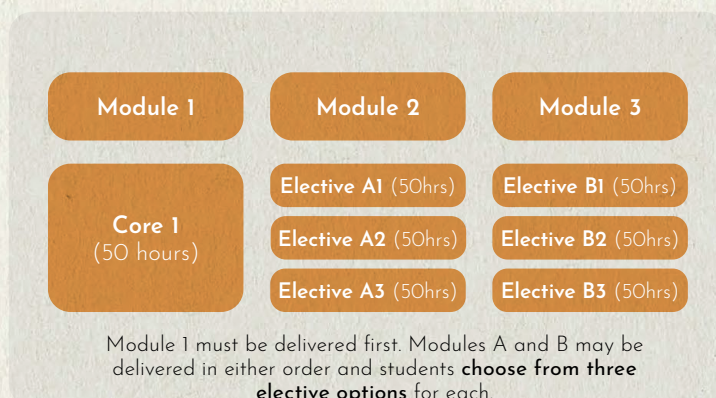 Module 1
Module 2
Module 3
Core 1
(50 hours)
Elective A1 (50hrs)
Elective A2 (50hrs)
Elective A3 (50hrs)
Elective B1 (50hrs)
Elective B2 (50hrs)
Elective B3 (50hrs)
Module 1 must be delivered first. Modules A and B may be
delivered in either order and students choose from three
elective options for each